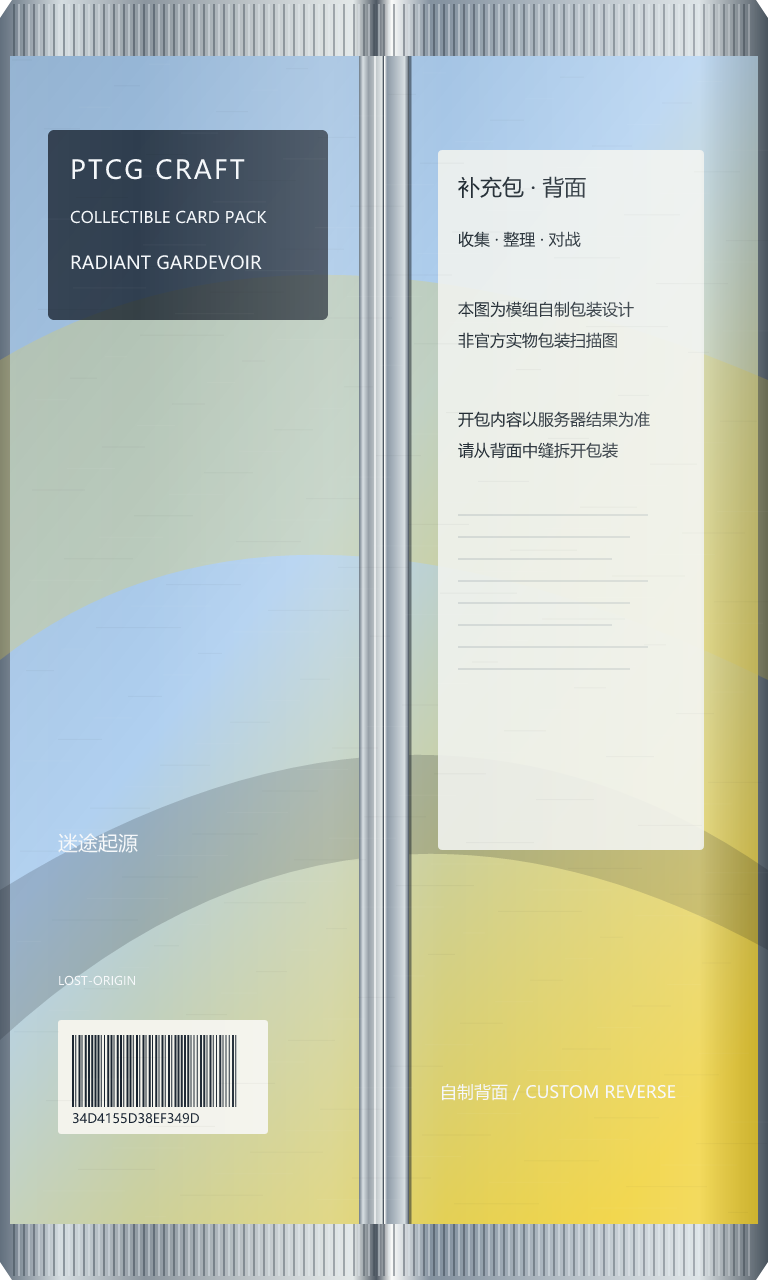 PTCG CRAFT
COLLECTIBLE CARD PACK
RADIANT GARDEVOIR
迷途起源
LOST-ORIGIN
34D4155D38EF349D
补充包 · 背面
收集 · 整理 · 对战
本图为模组自制包装设计
非官方实物包装扫描图
开包内容以服务器结果为准
请从背面中缝拆开包装
自制背面 / CUSTOM REVERSE